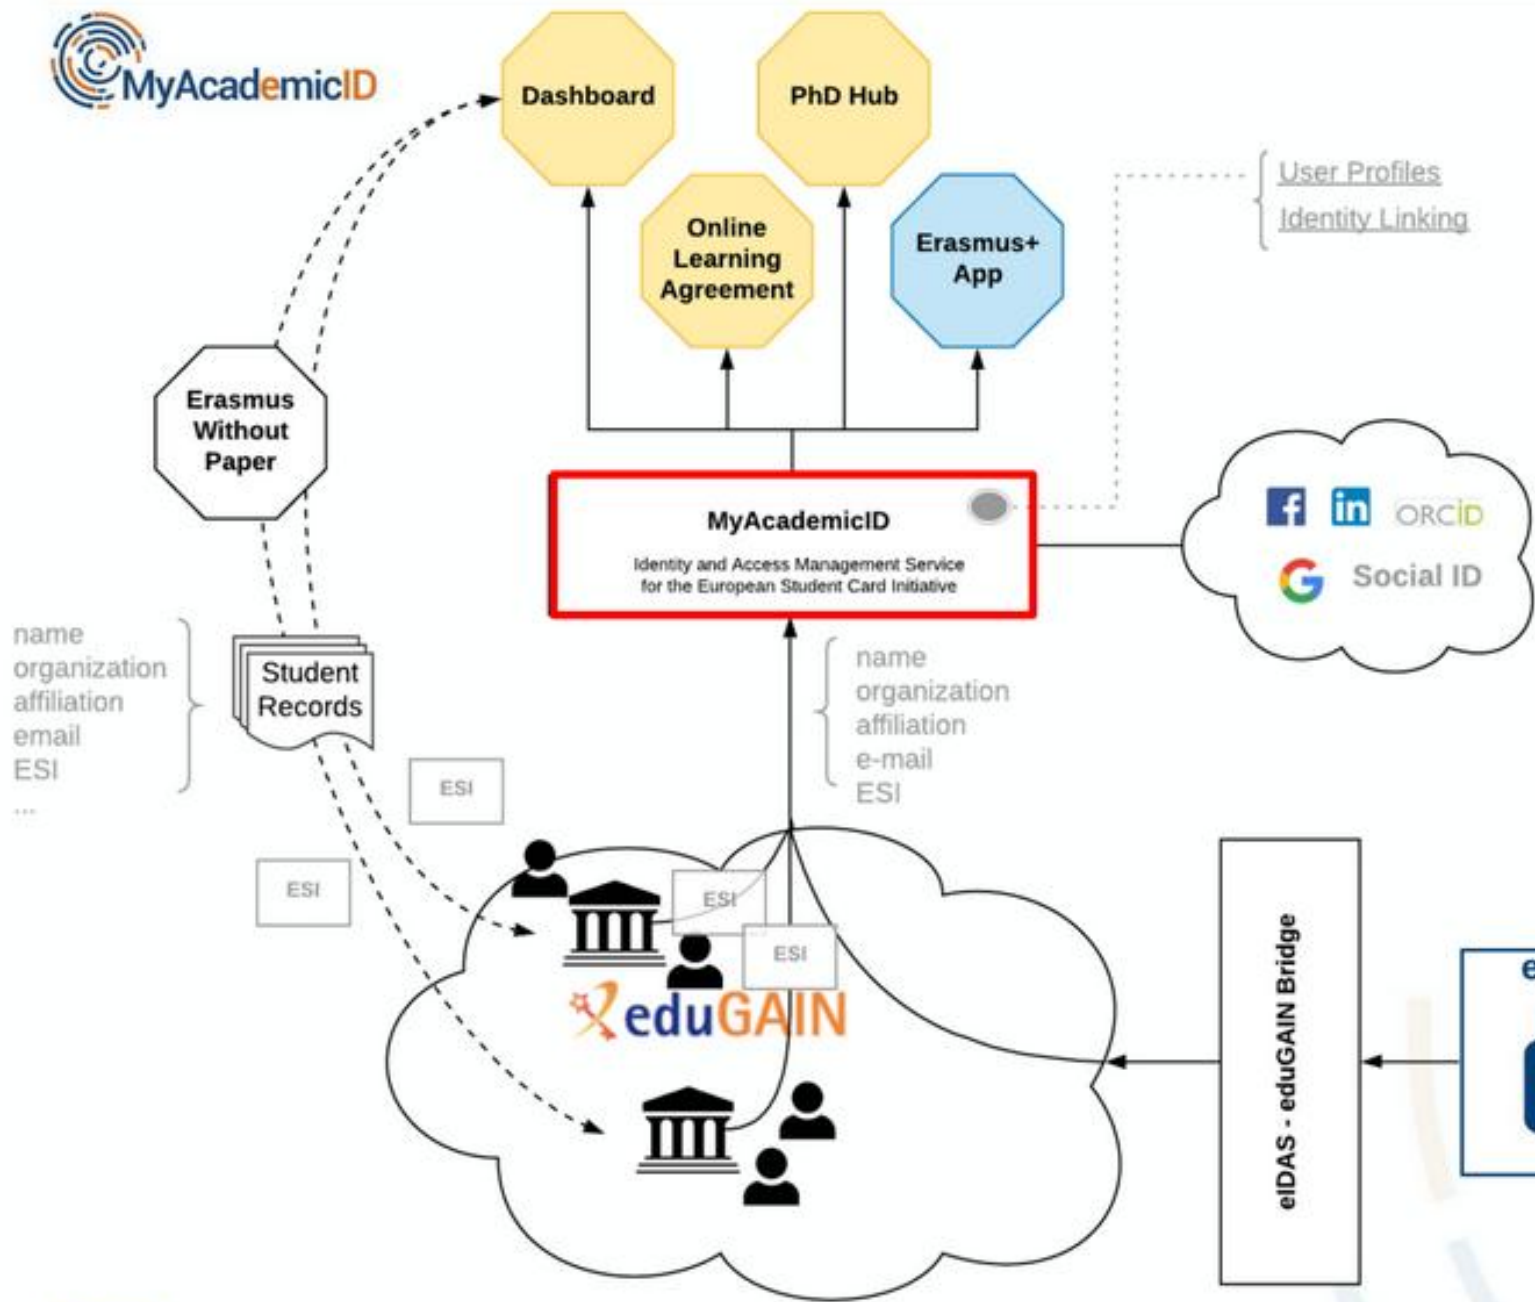 MyAcademicID
Dashboard
PhD Hub
User Profiles
Identity Linking
Online
Learning
Agreement
Erasmus+
App
Erasmus
Without
Paper
MyAcademicID
Identity and Access Management Service
for the European Student Card Initiative
f in ORCID
G Social ID
name
organization
affiliation
email
ESI
...
Student
Records
name
organization
affiliation
e-mail
ESI
ESI
ESI
ESI
ESI
eduGAIN
eIDAS - eduGAIN Bridge
e